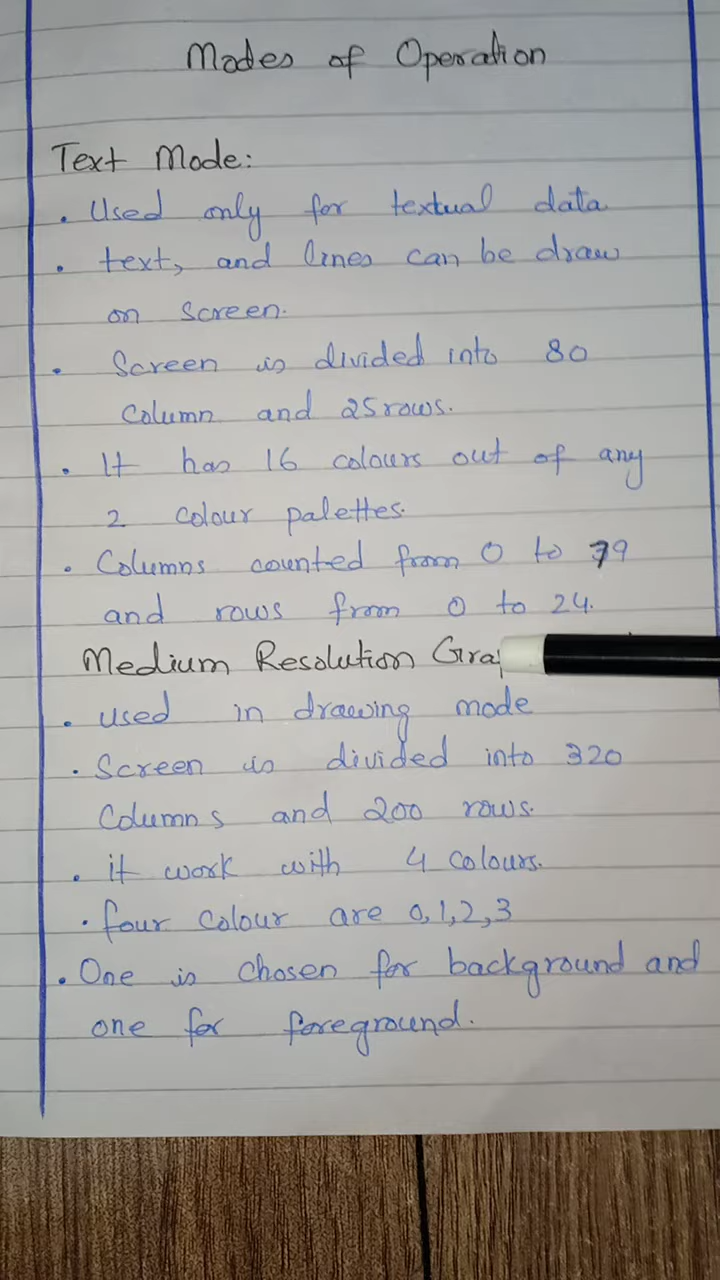 Modes of Operation
Text Mode:
. Used only for textual data
. text, and lines can be draw
on screen.
. Screen is divided into 80
Column and 25 rows.
. It has 16 colours out of any
2 colour palettes.
. Columns counted from 0 to 79
and rows from 0 to 24.
Medium Resolution Gra
. used in drawing mode
. Screen is divided into 320
Columns and 200 rows.
. it work with 4 colours.
. four colour are 0,1,2,3
. One is chosen for background and
one for foreground.